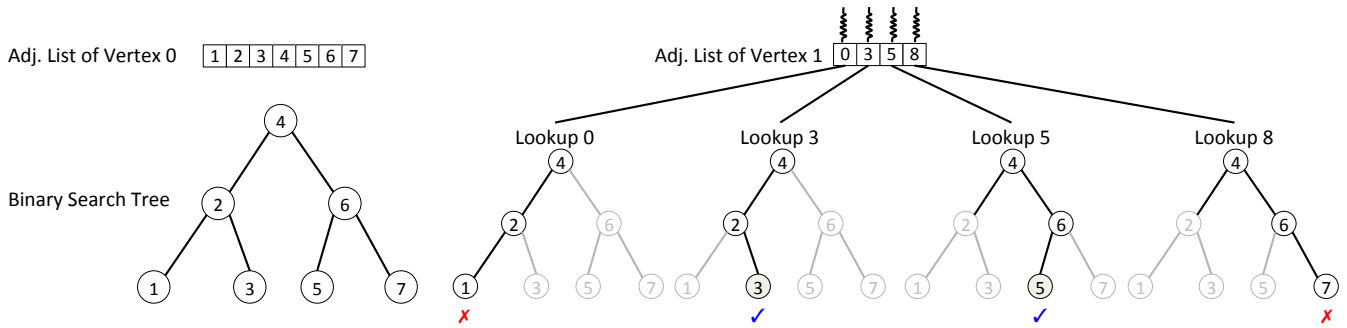 Adj. List of Vertex 0 1 2 3 4 5 6 7
Adj. List of Vertex 1 0 3 5 8
Binary Search Tree
4
2 6
1 3 5 7
Lookup 0 Lookup 3 Lookup 5 Lookup 8
4 4 4 4
2 6 2 6 2 6 2 6
1 3 5 7 1 3 5 7 1 3 5 7 1 3 5 7
✗ ✓ ✓ ✗